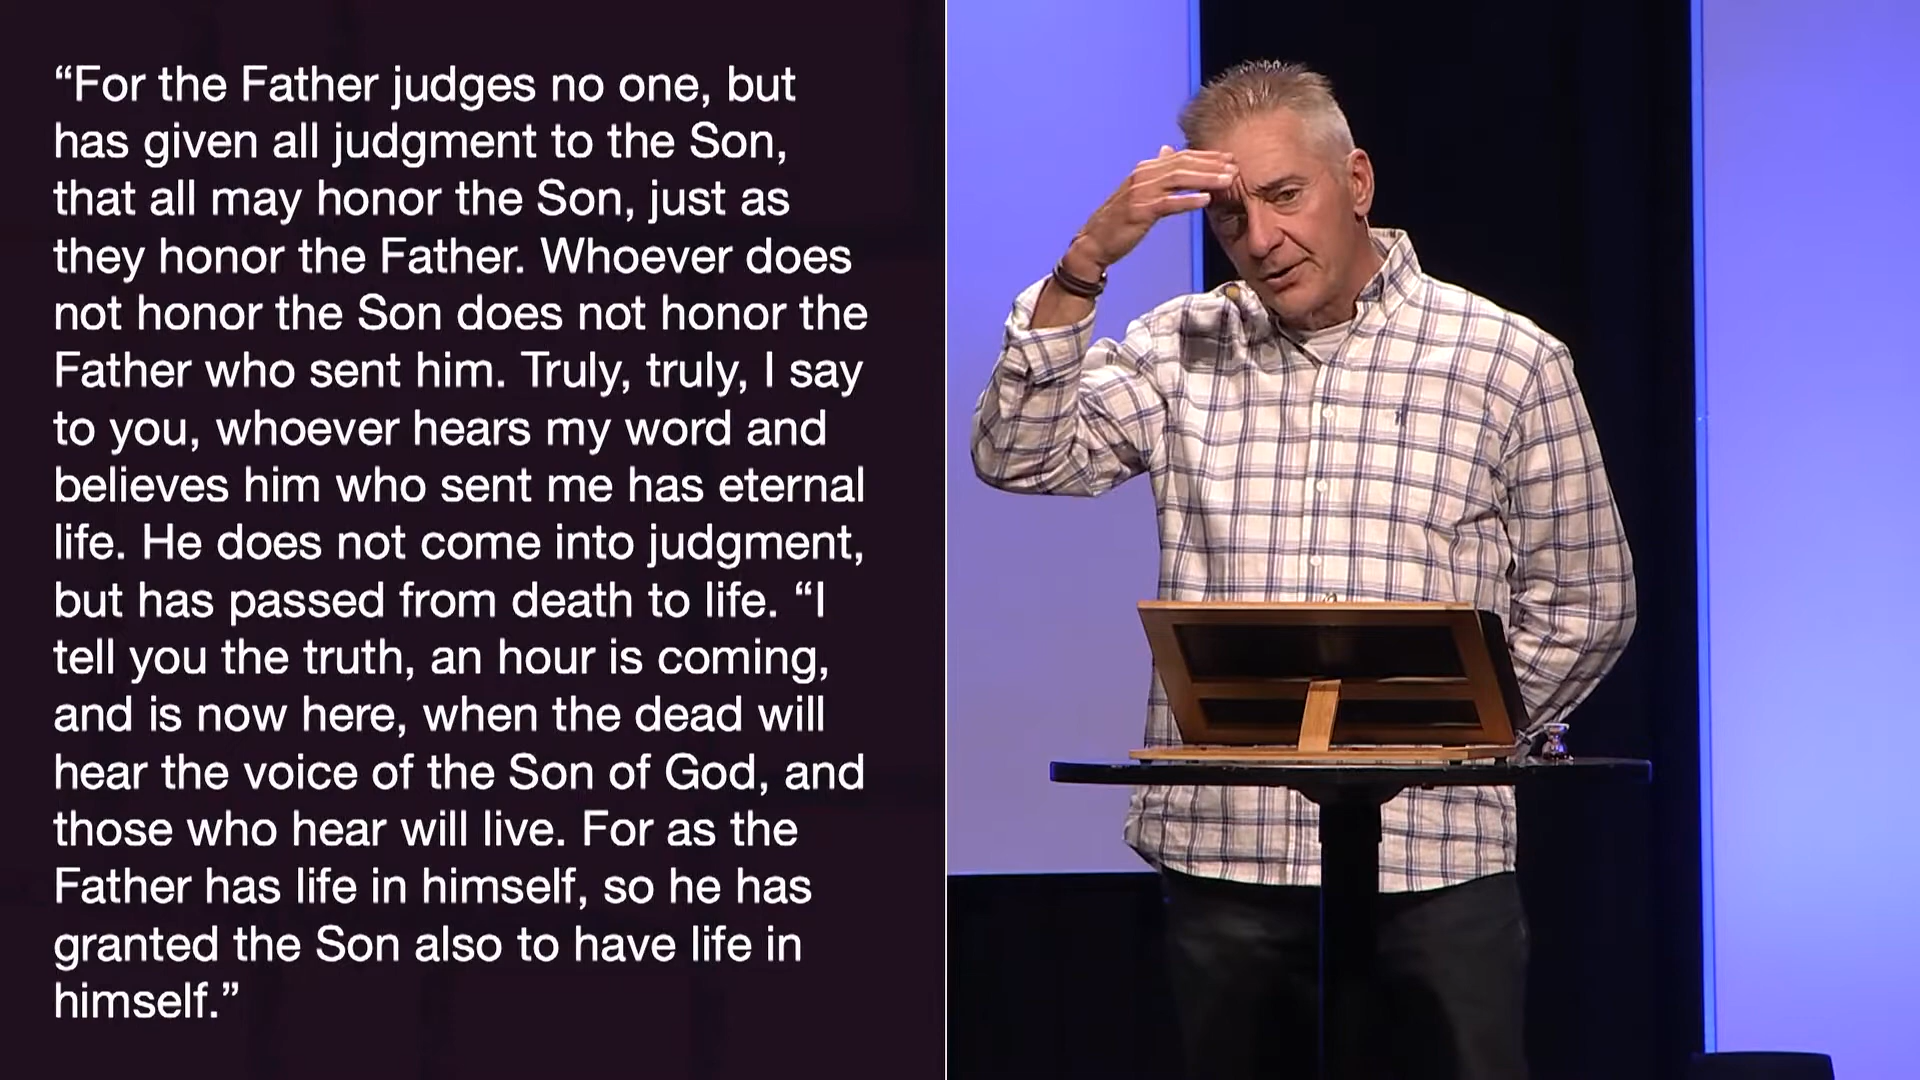 “For the Father judges no one, but
has given all judgment to the Son,
that all may honor the Son, just as
they honor the Father. Whoever does
not honor the Son does not honor the
Father who sent him. Truly, truly, I say
to you, whoever hears my word and
believes him who sent me has eternal
life. He does not come into judgment,
but has passed from death to life. “I
tell you the truth, an hour is coming,
and is now here, when the dead will
hear the voice of the Son of God, and
those who hear will live. For as the
Father has life in himself, so he has
granted the Son also to have life in
himself.”